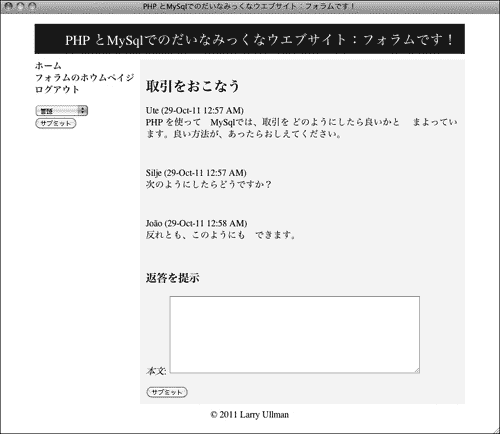 PHP とMySqlでのだいなみっくなウエブサイト：フォラムです！
PHP とMySqlでのだいなみっくなウエブサイト：フォラムです！
ホーム
フォラムのホウムペイジ
ログアウト
言語
サブミット
取引をおこなう
Ute (29-Oct-11 12:57 AM)
PHP を使って　MySqlでは、取引を どのようにしたら良いかと　まよってい
ます。良い方法が、あったらおしえてください。
Silje (29-Oct-11 12:57 AM)
次のようにしたらどうですか？
João (29-Oct-11 12:58 AM)
反れとも、このようにも　できます。
返答を提示
本文:
サブミット
© 2011 Larry Ullman